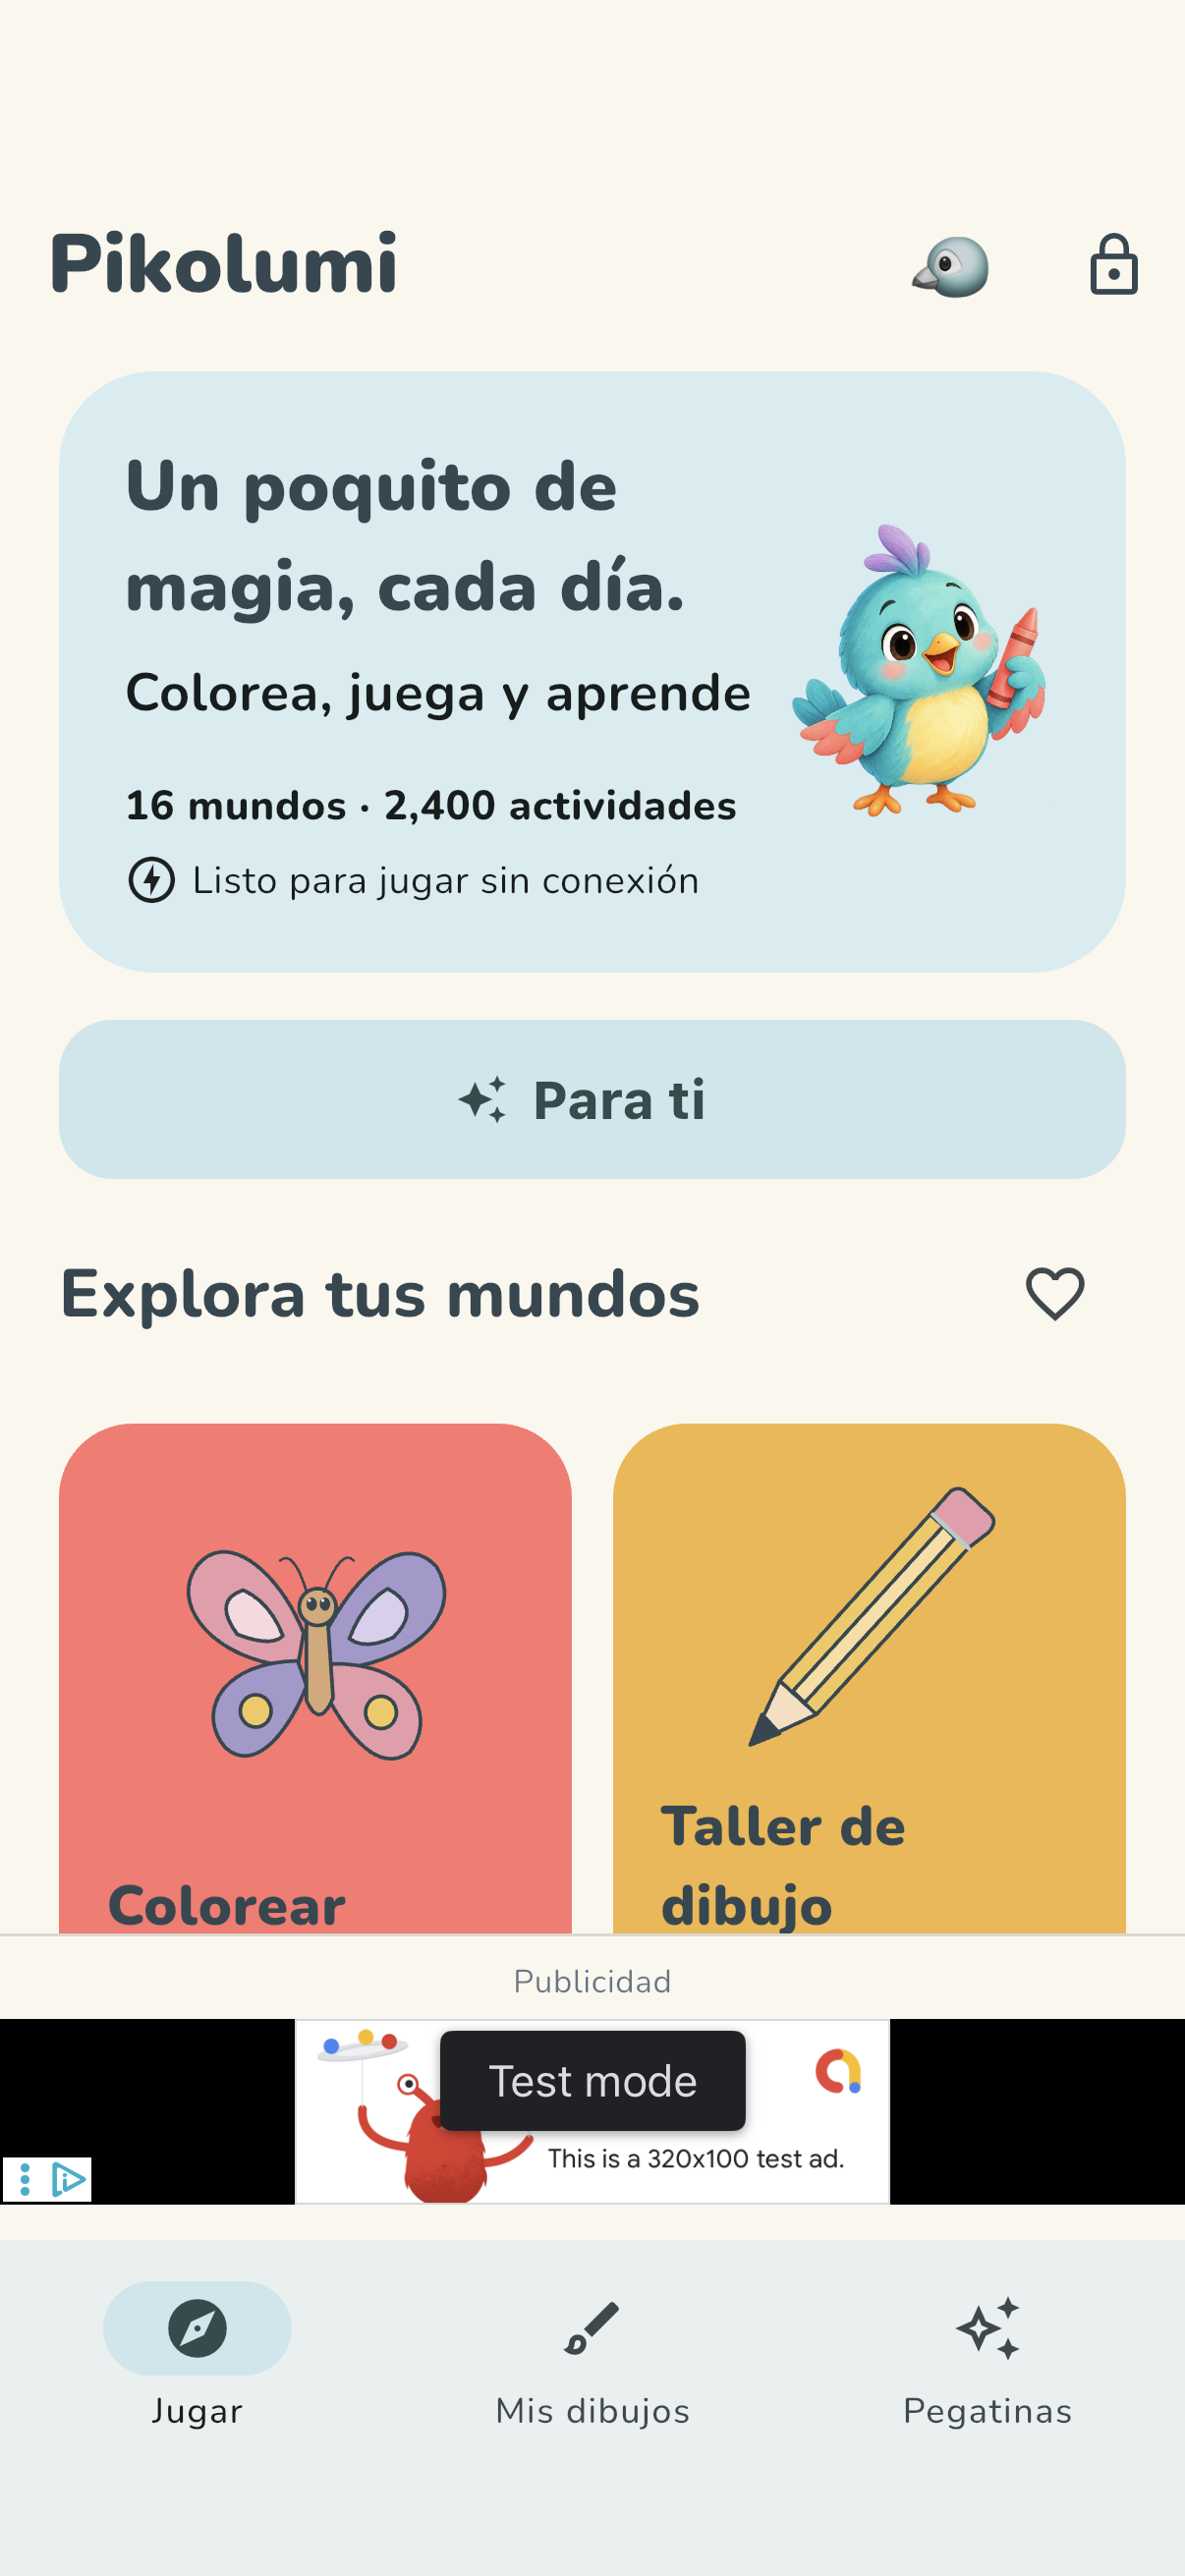 Pikolumi
Un poquito de
magia, cada día.
Colorea, juega y aprende
16 mundos · 2,400 actividades
Listo para jugar sin conexión
Para ti
Explora tus mundos
Colorear
Taller de
dibujo
Publicidad
Test mode
This is a 320x100 test ad.
Jugar
Mis dibujos
Pegatinas